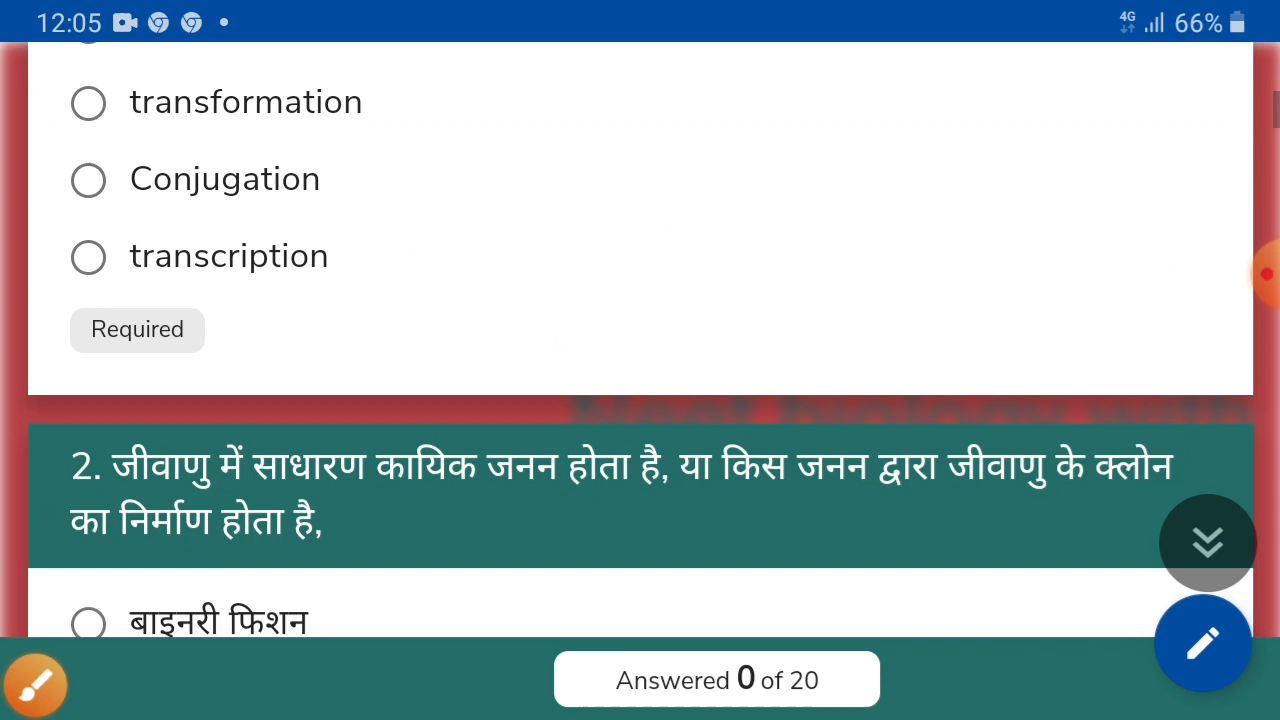 12:05
4G 66%
transformation
Conjugation
transcription
Required
2. जीवाणु में साधारण कायिक जनन होता है, या किस जनन द्वारा जीवाणु के क्लोन
का निर्माण होता है,
बाइनरी फिशन
Answered 0 of 20